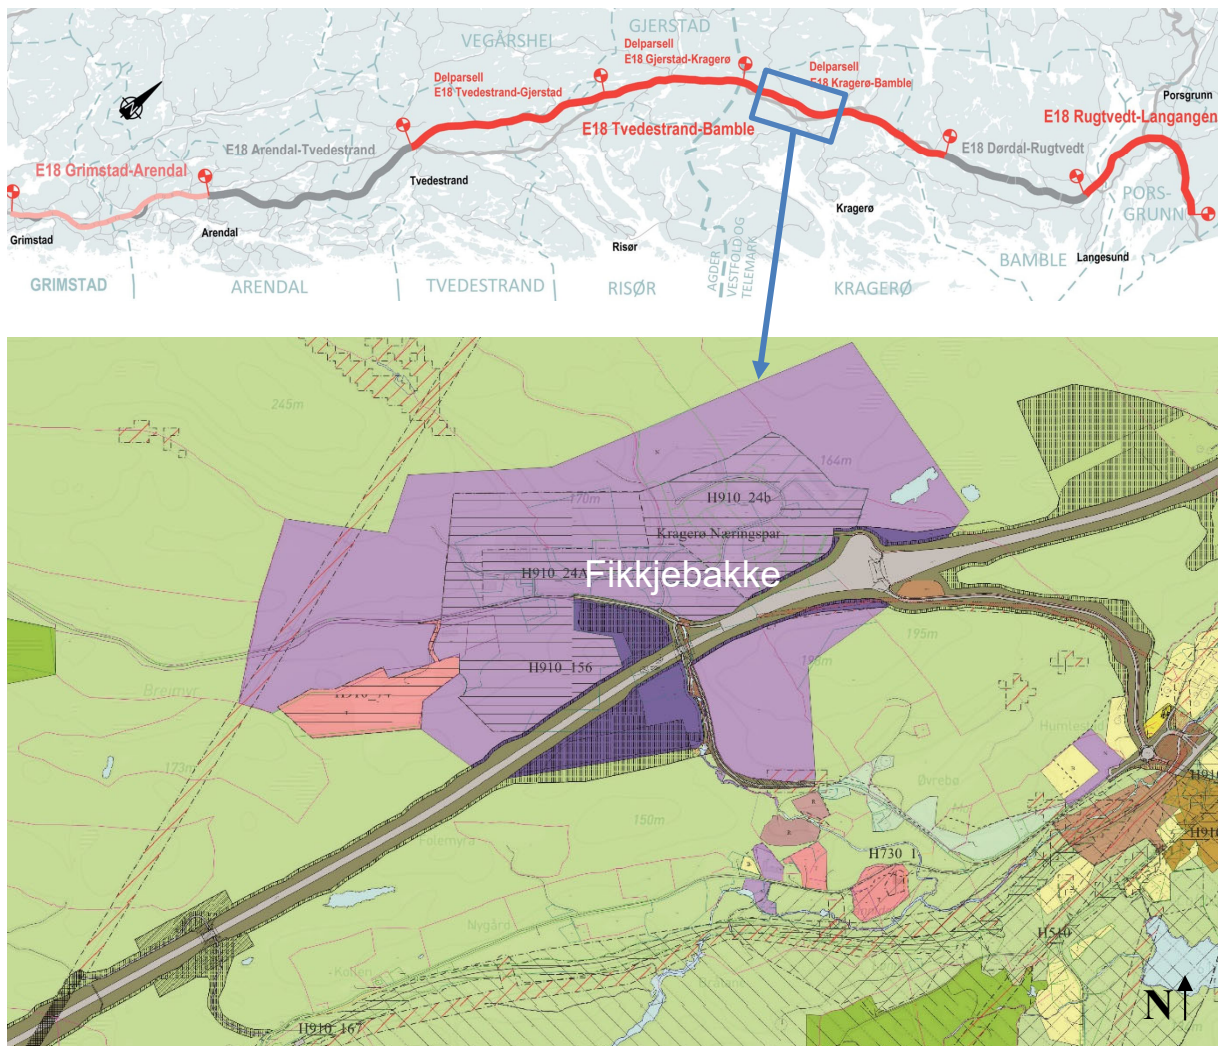 VEGÅRSHEI
GJERSTAD
Delparsell
E18 Gjerstad-Kragerø
Delparsell
E18 Tvedestrand-Gjerstad
Delparsell
E18 Kragerø-Bamble
Porsgrunn
E18 Rugtvedt-Langangen
E18 Tvedestrand-Bamble
E18 Arendal-Tvedestrand
E18 Dørdal-Rugtvedt
E18 Grimstad-Arendal
Tvedestrand
PORS-
GRUNN
Kragerø
Grimstad
Arendal
Risør
Langesund
AGDER
VESTFOLD OG
TELEMARK
BAMBLE
GRIMSTAD
ARENDAL
TVEDESTRAND
RISØR
KRAGERØ
245m
164m
170m
H910_24b
Kragerø Næringspar
H910_24A
Fikkjebakke
195m
H910_156
198m
Breimyr
173m
Øvrebø
150m
Folemyra
H730_1
Nygård
H540
Kollen
H910_167
N